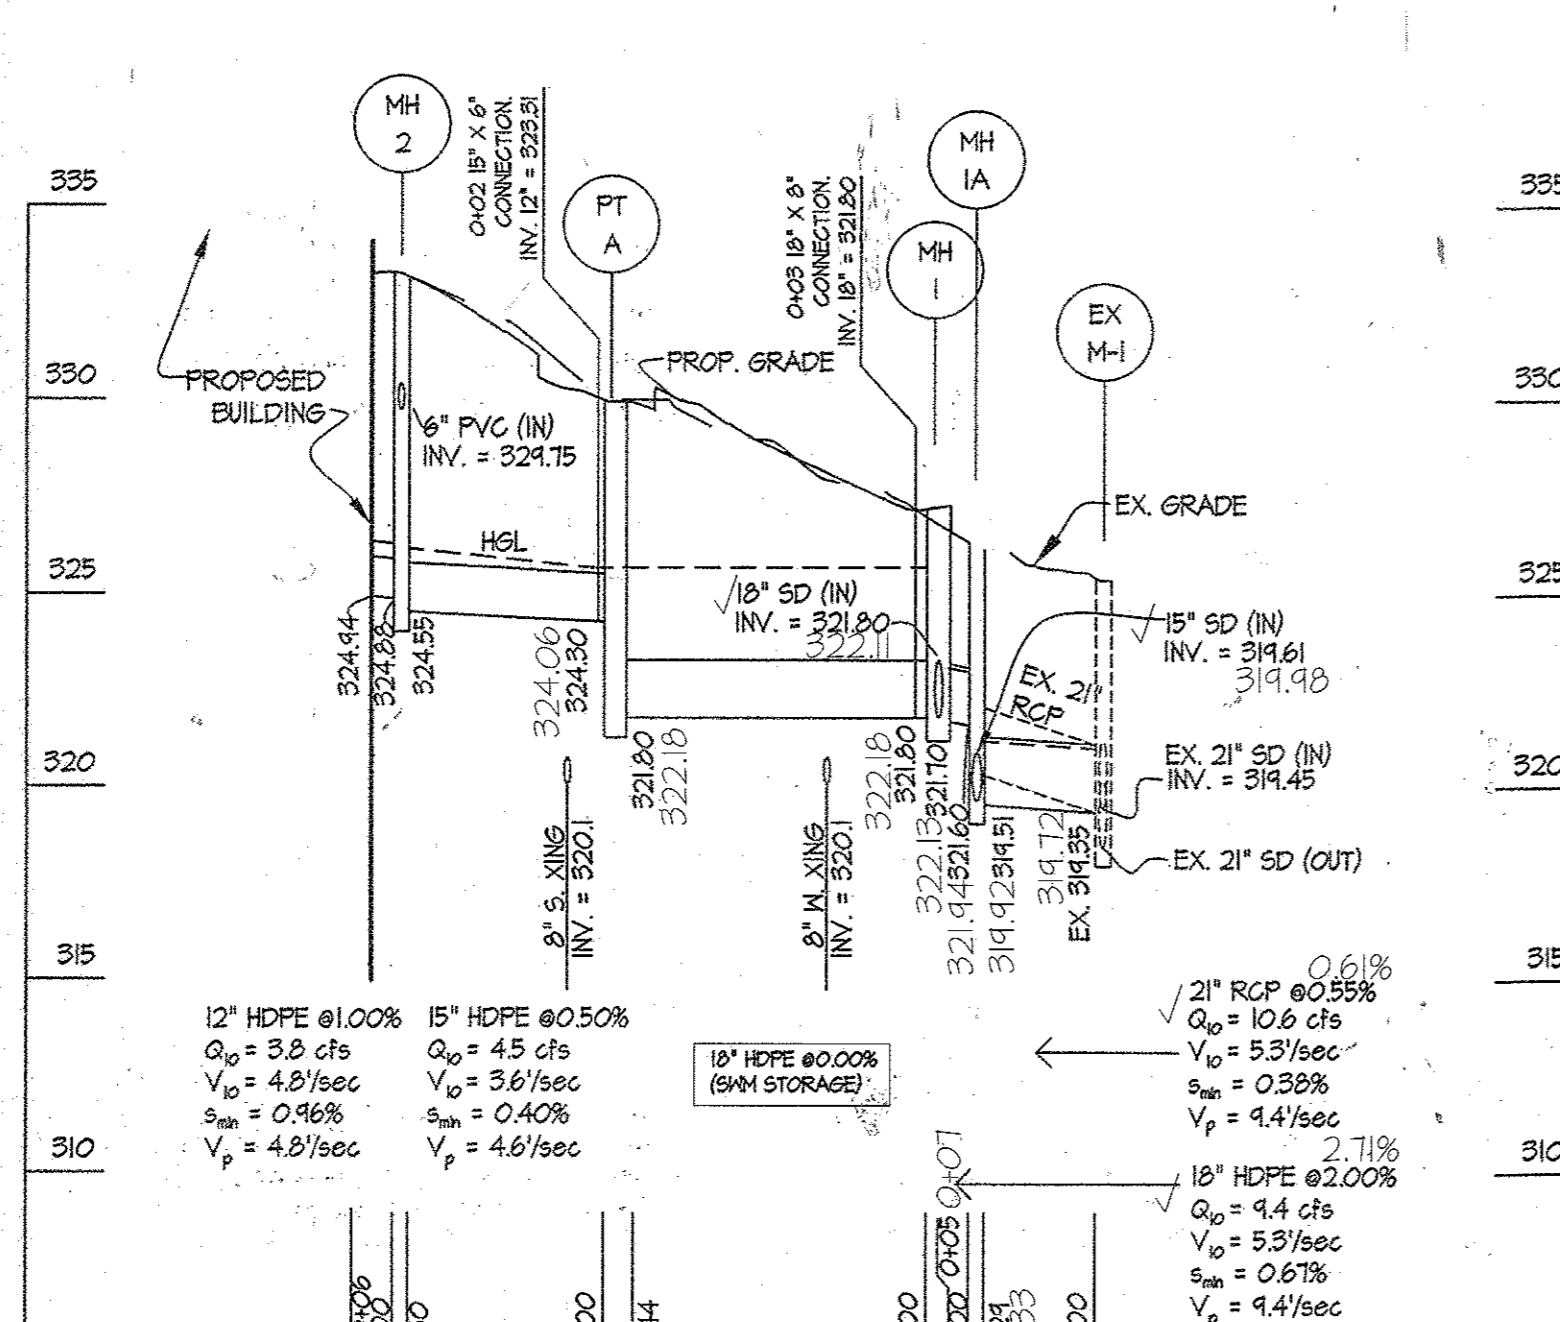 MH
2
0+02 15" X 6"
CONNECTION.
INV. 12" = 323.31
PT
A
0+03 18" X 8"
CONNECTION.
INV. 18" = 321.80
MH
1A
MH
1
EX
M-1
335
335
330
330
325
325
320
320
315
315
310
310
PROPOSED
BUILDING
6" PVC (IN)
INV. = 329.75
PROP. GRADE
EX. GRADE
HGL
18" SD (IN)
INV. = 321.80
322.11
15" SD (IN)
INV. = 319.61
319.98
EX. 21"
RCP
EX. 21" SD (IN)
INV. = 319.45
EX. 21" SD (OUT)
324.94
324.88
324.55
324.06
324.30
321.80
322.18
322.18
321.80
321.70
322.13
321.60
321.94
319.51
319.92
319.72
EX. 319.35
8" S. XING
INV. = 320.1
8" W. XING
INV. = 320.1
12" HDPE @1.00%
Q10 = 3.8 cfs
V10 = 4.8'/sec
smin = 0.96%
Vp = 4.8'/sec
15" HDPE @0.50%
Q10 = 4.5 cfs
V10 = 3.6'/sec
smin = 0.40%
Vp = 4.6'/sec
18" HDPE @0.00%
(SWM STORAGE)
0.61%
21" RCP @0.55%
Q10 = 10.6 cfs
V10 = 5.3'/sec
smin = 0.38%
Vp = 9.4'/sec
2.71%
18" HDPE @2.00%
Q10 = 9.4 cfs
V10 = 5.3'/sec
smin = 0.67%
Vp = 9.4'/sec
0+07
0+05